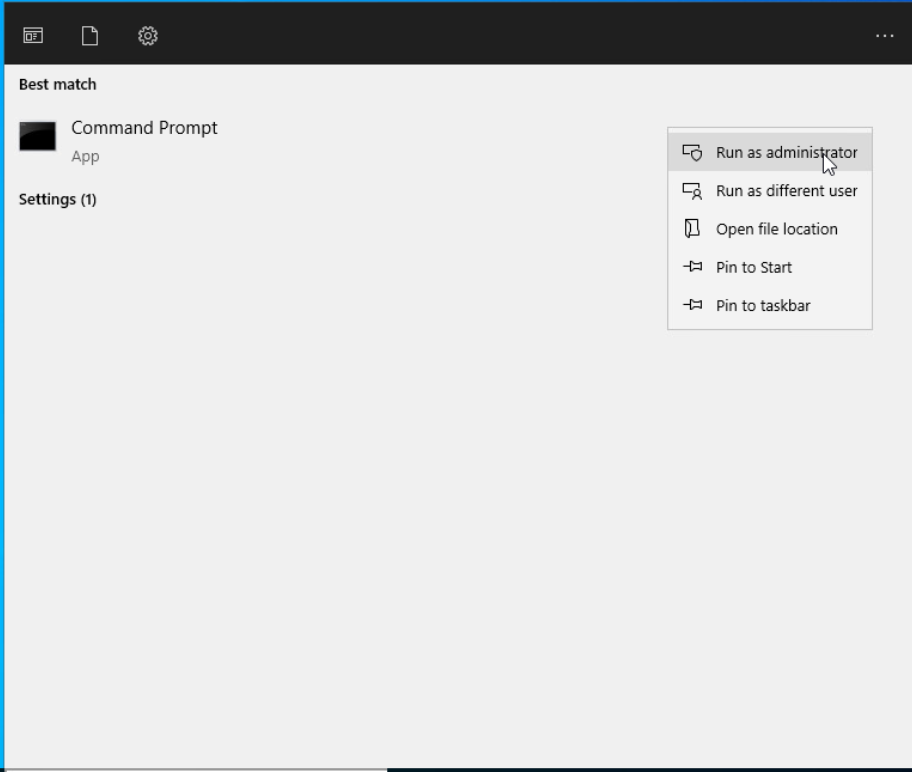 Best match
Command Prompt
App
Settings (1)
Run as administrator
Run as different user
Open file location
Pin to Start
Pin to taskbar